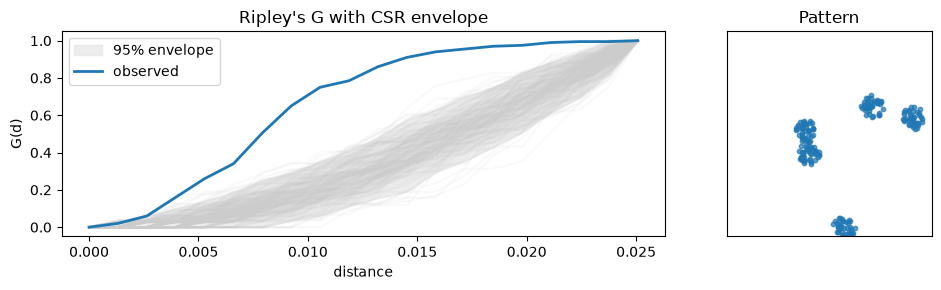 Ripley's G with CSR envelope
95% envelope
observed
G(d)
1.0
0.8
0.6
0.4
0.2
0.0
0.000
0.005
0.010
0.015
0.020
0.025
distance
Pattern